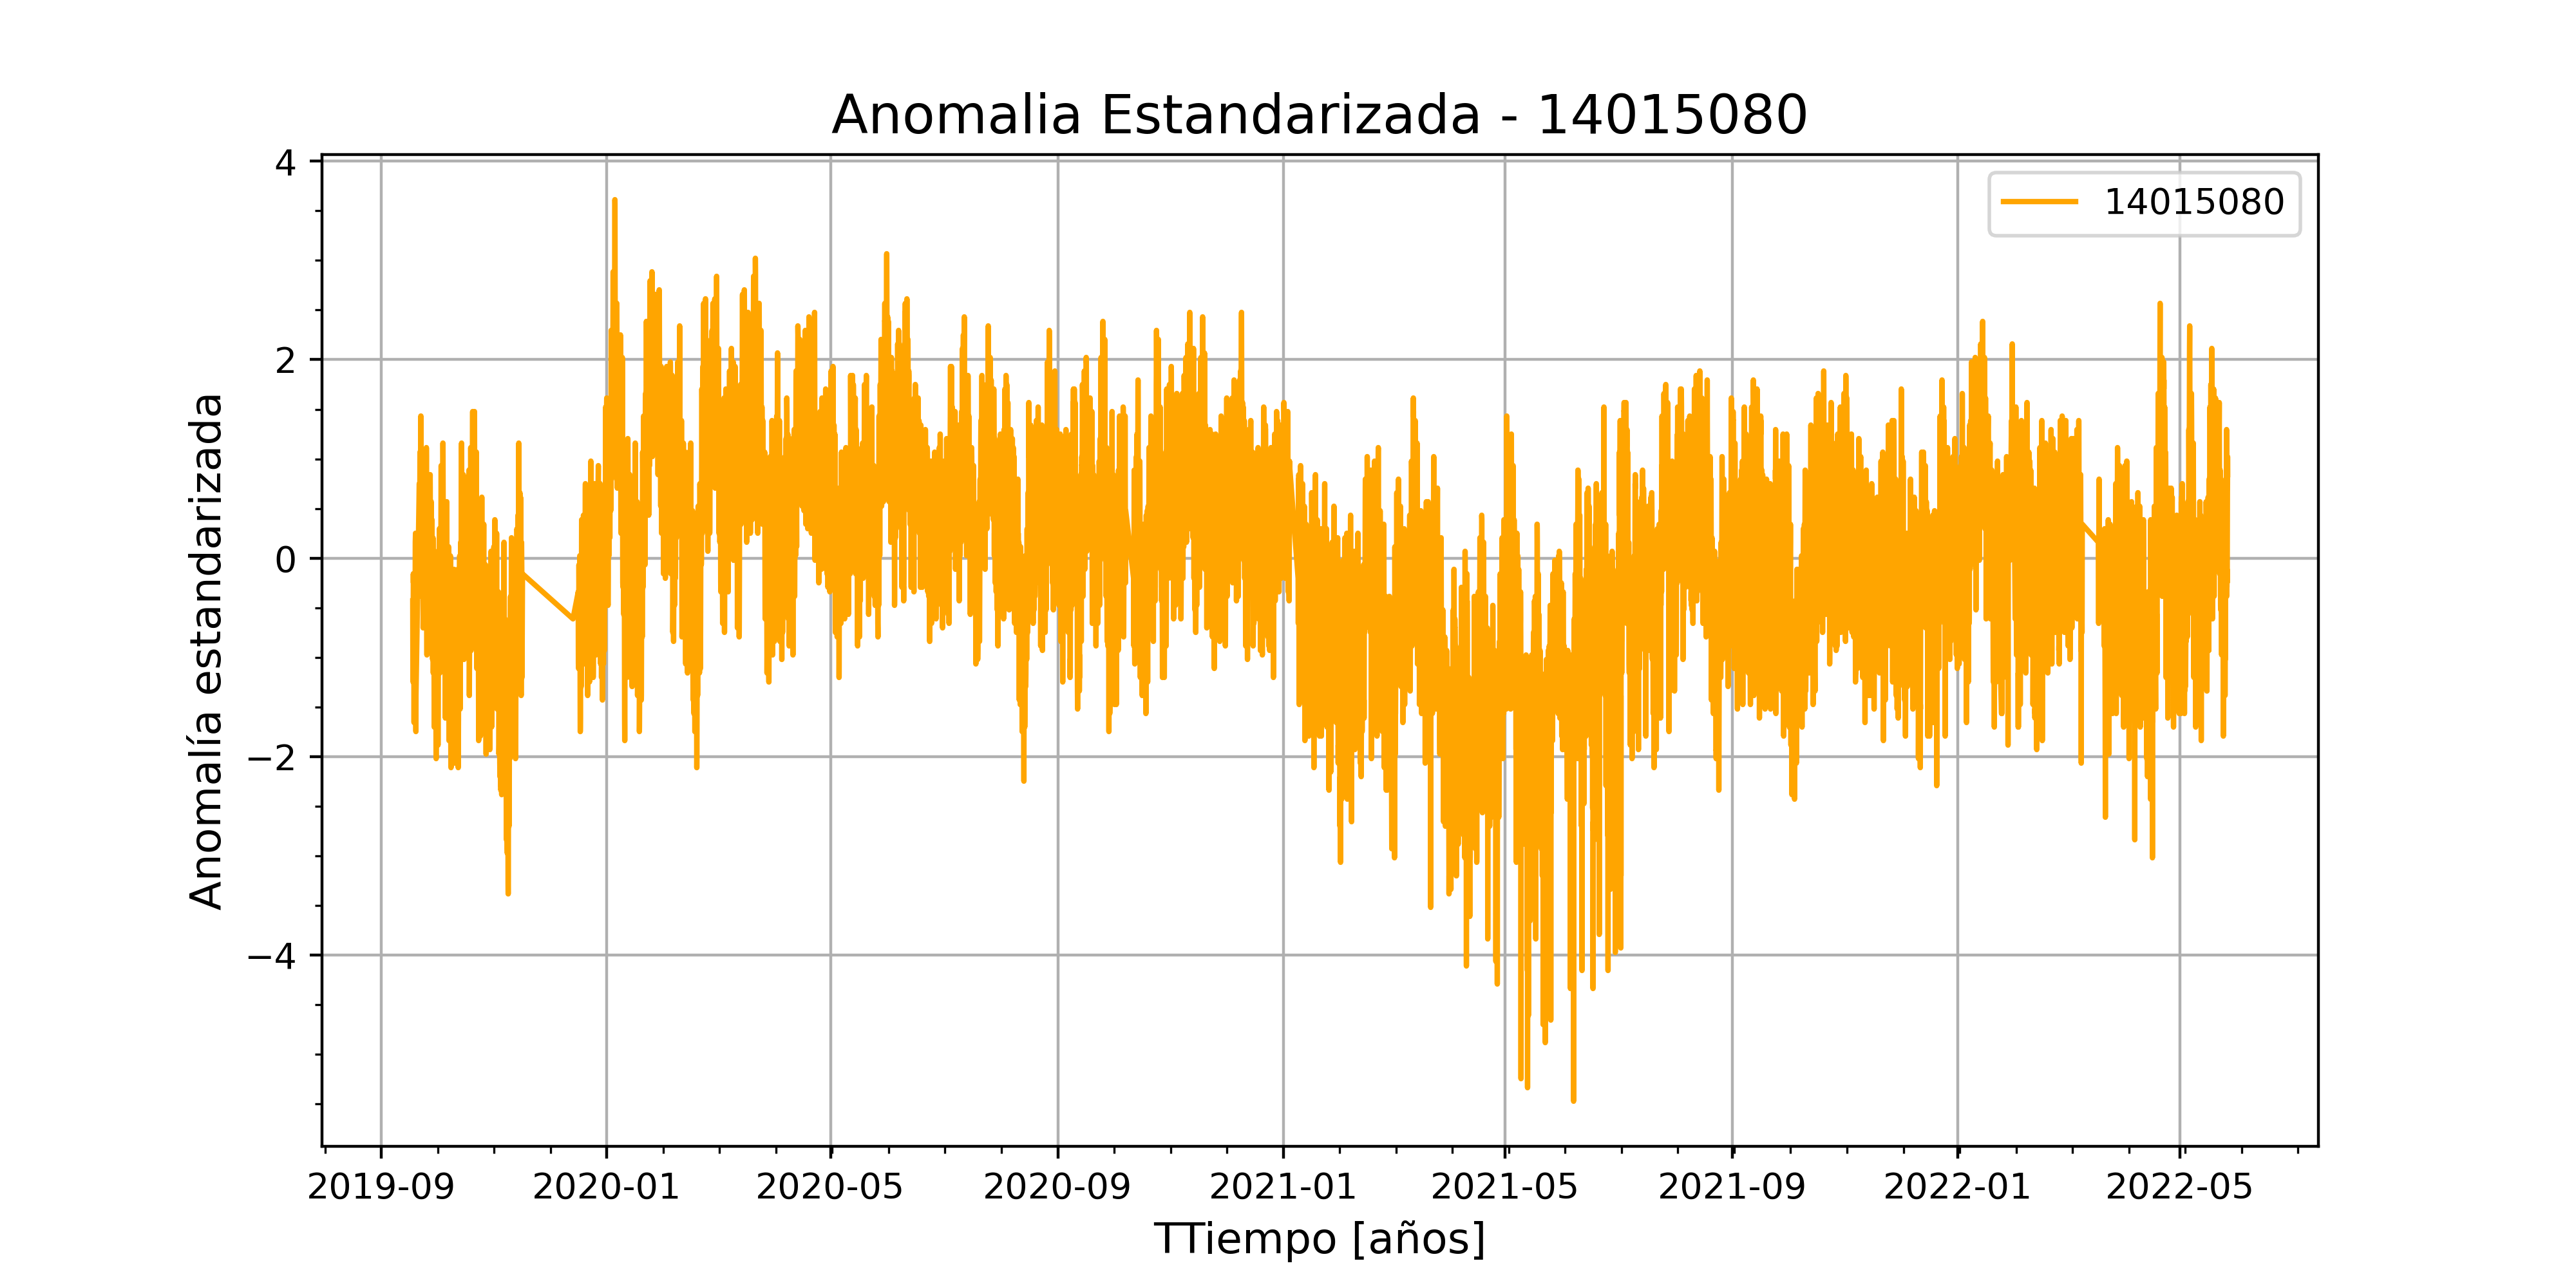 Anomalia Estandarizada - 14015080
14015080
Anomalía estandarizada
4
2
0
−2
−4
2019-09 2020-01 2020-05 2020-09 2021-01 2021-05 2021-09 2022-01 2022-05
TTiempo [años]